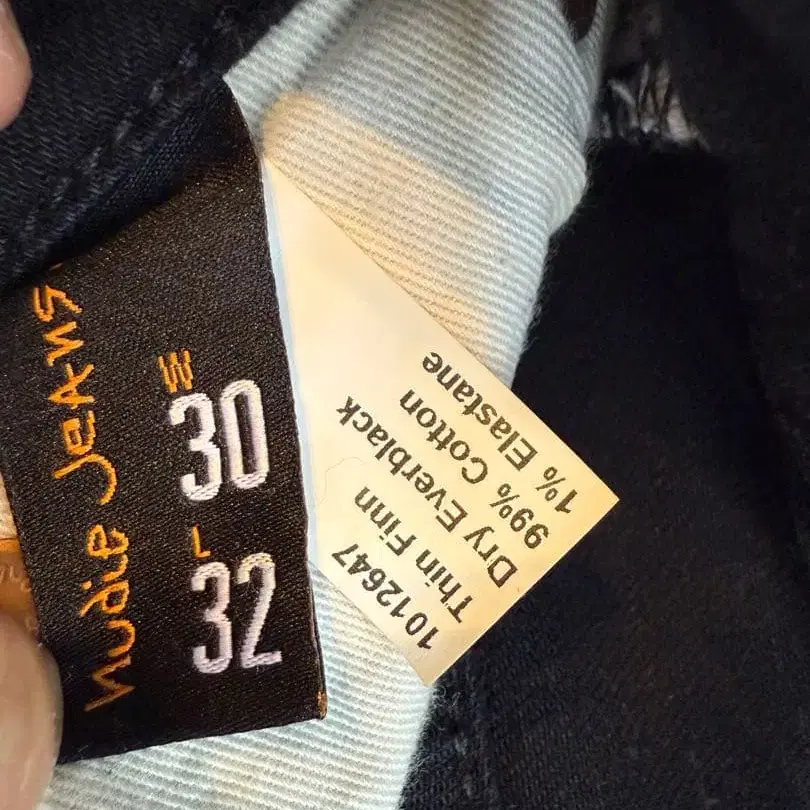 nudie jeans
W
30
L
32
1012647
Thin Finn
Dry Everblack
99% Cotton
1% Elastane